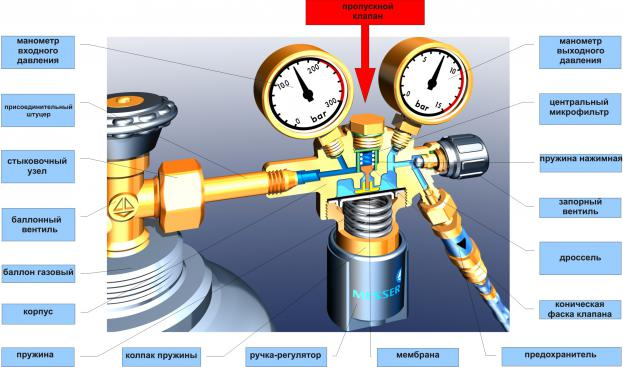 пропускной
клапан
манометр
входного
давления
манометр
выходного
давления
присоединительный
штуцер
центральный
микрофильтр
стыковочный
узел
пружина нажимная
баллонный
вентиль
запорный
вентиль
баллон газовый
дроссель
корпус
коническая
фаска клапана
пружина
колпак пружины
ручка-регулятор
мембрана
предохранитель
100
200
0
300
bar
5
10
0
15
bar
MESSER